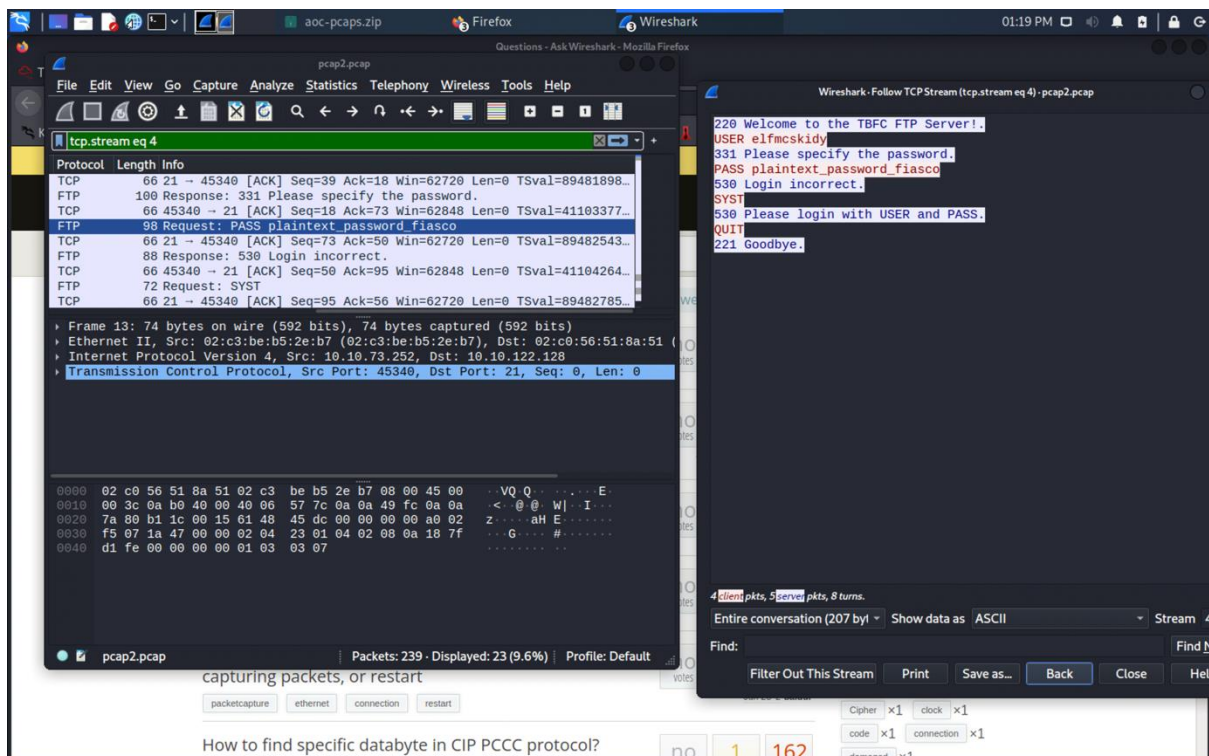 aoc-pcaps.zip
Firefox
Wireshark
01:19 PM
Questions - Ask Wireshark - Mozilla Firefox
pcap2.pcap
File Edit View Go Capture Analyze Statistics Telephony Wireless Tools Help
tcp.stream eq 4
Protocol Length Info
TCP 66 21 → 45340 [ACK] Seq=39 Ack=18 Win=62720 Len=0 TSval=89481898…
FTP 100 Response: 331 Please specify the password.
TCP 66 45340 → 21 [ACK] Seq=18 Ack=73 Win=62848 Len=0 TSval=41103377…
FTP 98 Request: PASS plaintext_password_fiasco
TCP 66 21 → 45340 [ACK] Seq=73 Ack=50 Win=62720 Len=0 TSval=89482543…
FTP 88 Response: 530 Login incorrect.
TCP 66 45340 → 21 [ACK] Seq=50 Ack=95 Win=62848 Len=0 TSval=41104264…
FTP 72 Request: SYST
TCP 66 21 → 45340 [ACK] Seq=95 Ack=56 Win=62720 Len=0 TSval=89482785…
Frame 13: 74 bytes on wire (592 bits), 74 bytes captured (592 bits)
Ethernet II, Src: 02:c3:be:b5:2e:b7 (02:c3:be:b5:2e:b7), Dst: 02:c0:56:51:8a:51 (
Internet Protocol Version 4, Src: 10.10.73.252, Dst: 10.10.122.128
Transmission Control Protocol, Src Port: 45340, Dst Port: 21, Seq: 0, Len: 0
0000 02 c0 56 51 8a 51 02 c3 be b5 2e b7 08 00 45 00 ··VQ·Q·· ··.···E·
0010 00 3c 0a b0 40 00 40 06 57 7c 0a 0a 49 fc 0a 0a ·<··@·@· W|··I···
0020 7a 80 b1 1c 00 15 61 48 45 dc 00 00 00 00 a0 02 z·····aH E·······
0030 f5 07 1a 47 00 00 02 04 23 01 04 02 08 0a 18 7f ···G···· #·······
0040 d1 fe 00 00 00 00 01 03 03 07 ········ ··
pcap2.pcap
Packets: 239 · Displayed: 23 (9.6%)
Profile: Default
Wireshark · Follow TCP Stream (tcp.stream eq 4) · pcap2.pcap
220 Welcome to the TBFC FTP Server!.
USER elfmcskidy
331 Please specify the password.
PASS plaintext_password_fiasco
530 Login incorrect.
SYST
530 Please login with USER and PASS.
QUIT
221 Goodbye.
4 client pkts, 5 server pkts, 8 turns.
Entire conversation (207 byt Show data as ASCII Stream 4
Find: Find N
Filter Out This Stream Print Save as… Back Close Hel
capturing packets, or restart
packetcapture ethernet connection restart
votes
Cipher ×1 clock ×1
code ×1 connection ×1
How to find specific databyte in CIP PCCC protocol?
no 1 162